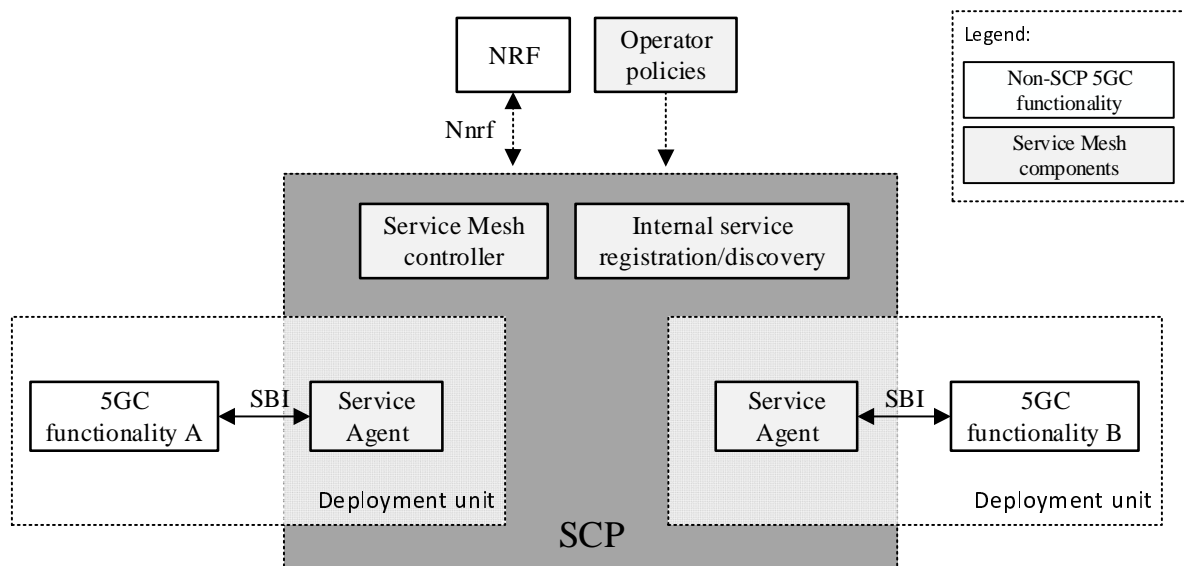 NRF
Operator
policies
Legend:
Non-SCP 5GC
functionality
Service Mesh
components
Nnrf
Service Mesh
controller
Internal service
registration/discovery
5GC
functionality A
SBI
Service
Agent
Deployment unit
Service
Agent
SBI
5GC
functionality B
Deployment unit
SCP